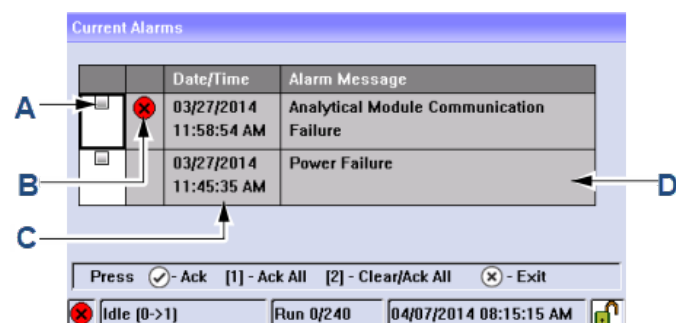 Current Alarms
Date/Time Alarm Message
A 03/27/2014 Analytical Module Communication
11:58:54 AM Failure
03/27/2014 Power Failure
B 11:45:35 AM D
C
Press - Ack [1] - Ack All [2] - Clear/Ack All - Exit
Idle (0->1) Run 0/240 04/07/2014 08:15:15 AM